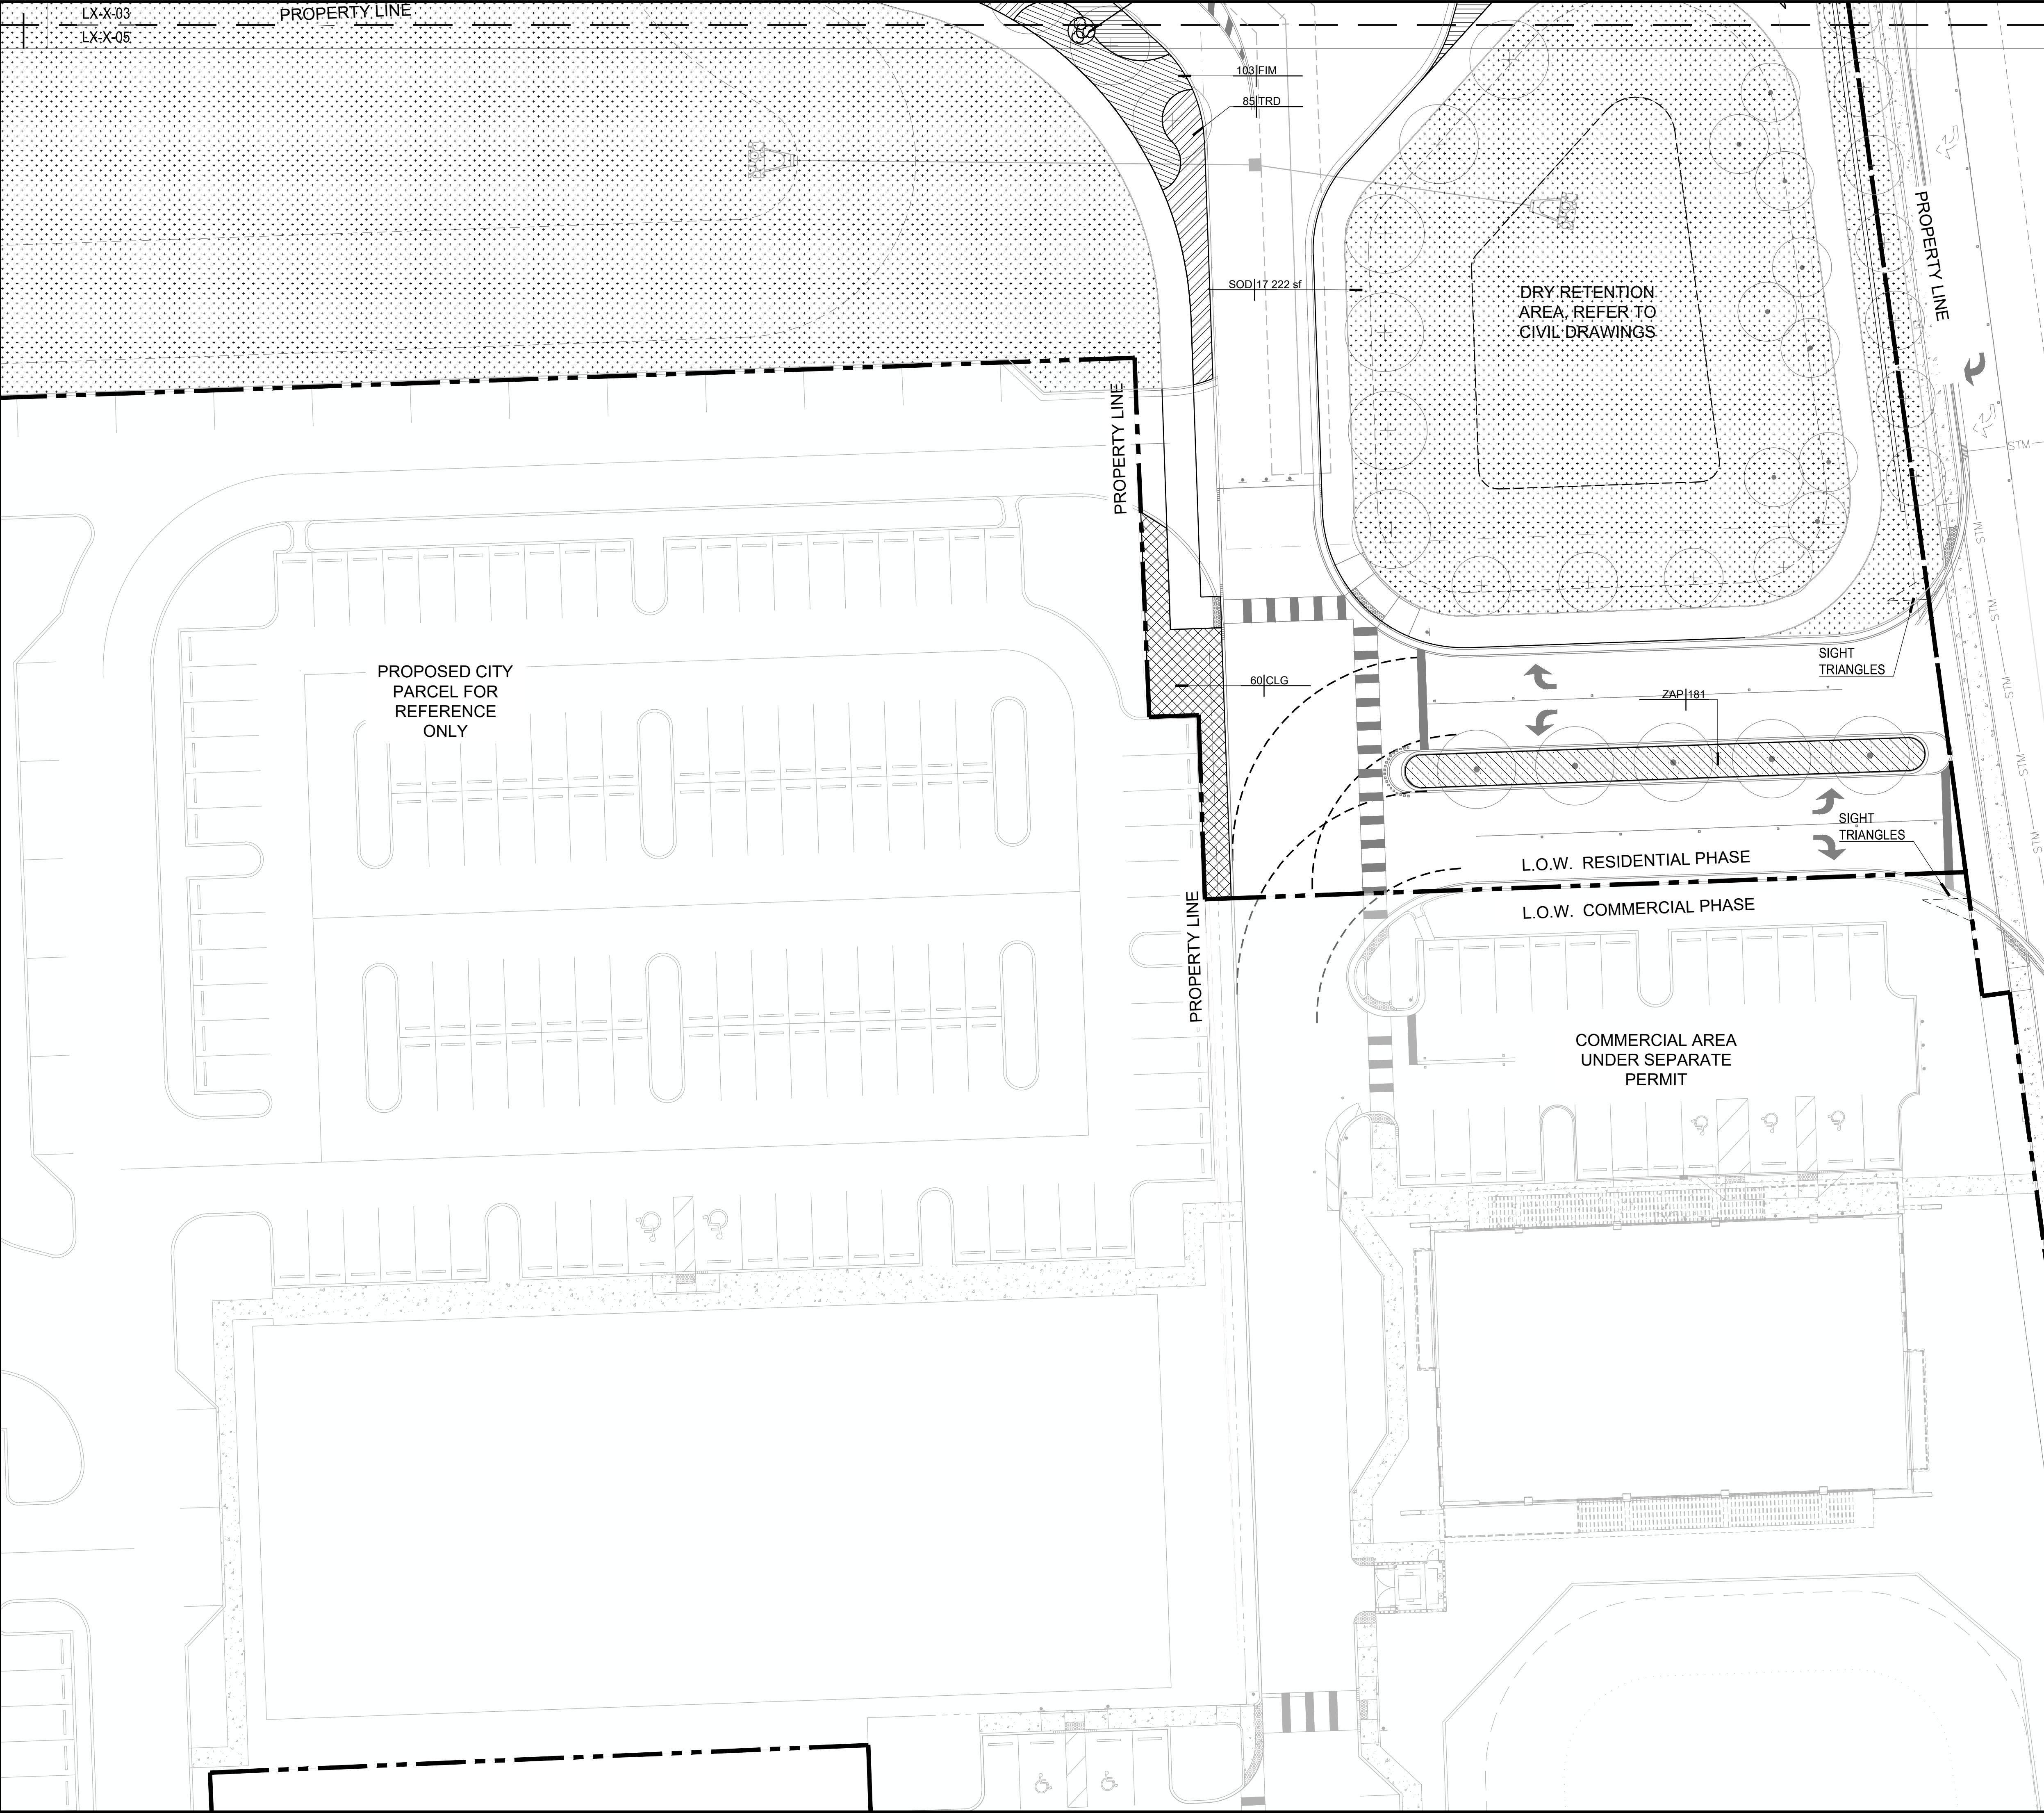 LX-X-03
LX-X-05
PROPERTY LINE
103 FIM
85 TRD
PROPERTY LINE
SOD 17 222 sf
DRY RETENTION
AREA, REFER TO
CIVIL DRAWINGS
PROPERTY LINE
STM
STM
STM
STM
STM
STM
PROPOSED CITY
PARCEL FOR
REFERENCE
ONLY
60 CLG
SIGHT
TRIANGLES
ZAP 181
SIGHT
TRIANGLES
L.O.W. RESIDENTIAL PHASE
L.O.W. COMMERCIAL PHASE
PROPERTY LINE
COMMERCIAL AREA
UNDER SEPARATE
PERMIT